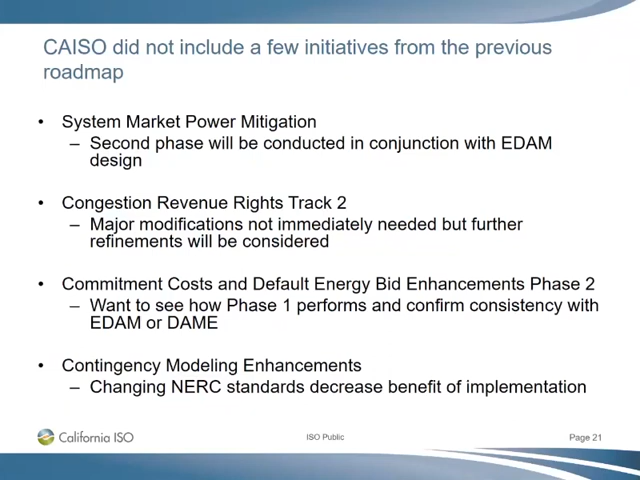 CAISO did not include a few initiatives from the previous
roadmap
• System Market Power Mitigation
– Second phase will be conducted in conjunction with EDAM
design
• Congestion Revenue Rights Track 2
– Major modifications not immediately needed but further
refinements will be considered
• Commitment Costs and Default Energy Bid Enhancements Phase 2
– Want to see how Phase 1 performs and confirm consistency with
EDAM or DAME
• Contingency Modeling Enhancements
– Changing NERC standards decrease benefit of implementation
California ISO
ISO Public
Page 21